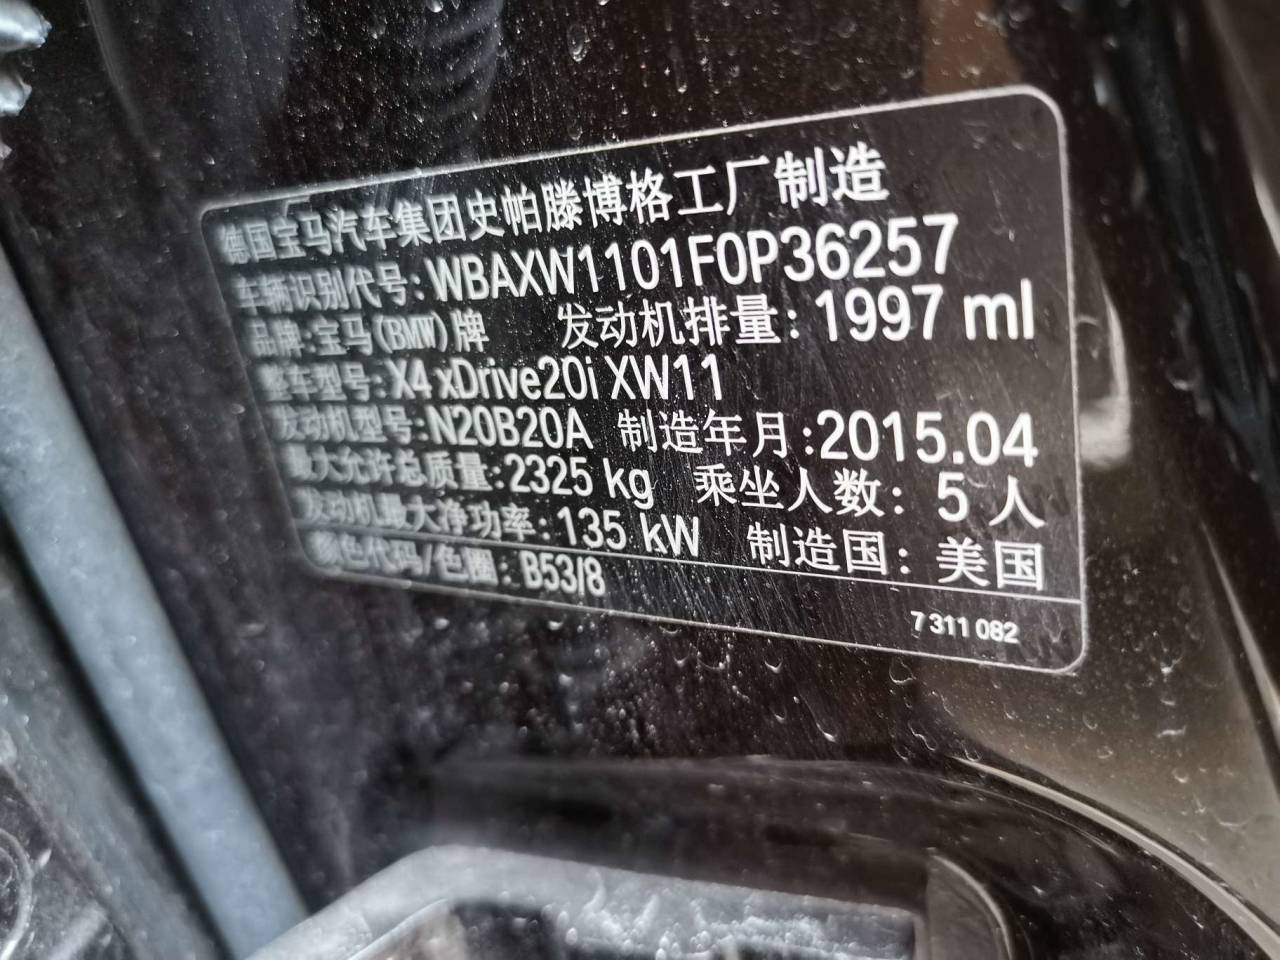 德国宝马汽车集团史帕滕博格工厂制造
车辆识别代号:WBAXW1101F0P36257
品牌:宝马(BMW)牌 发动机排量: 1997 ml
整车型号:X4 xDrive20i XW11
发动机型号:N20B20A 制造年月:2015.04
最大允许总质量:2325 kg 乘坐人数: 5 人
发动机最大净功率:135 kW 制造国: 美国
颜色代码/色圈: B53/8
7 311 082